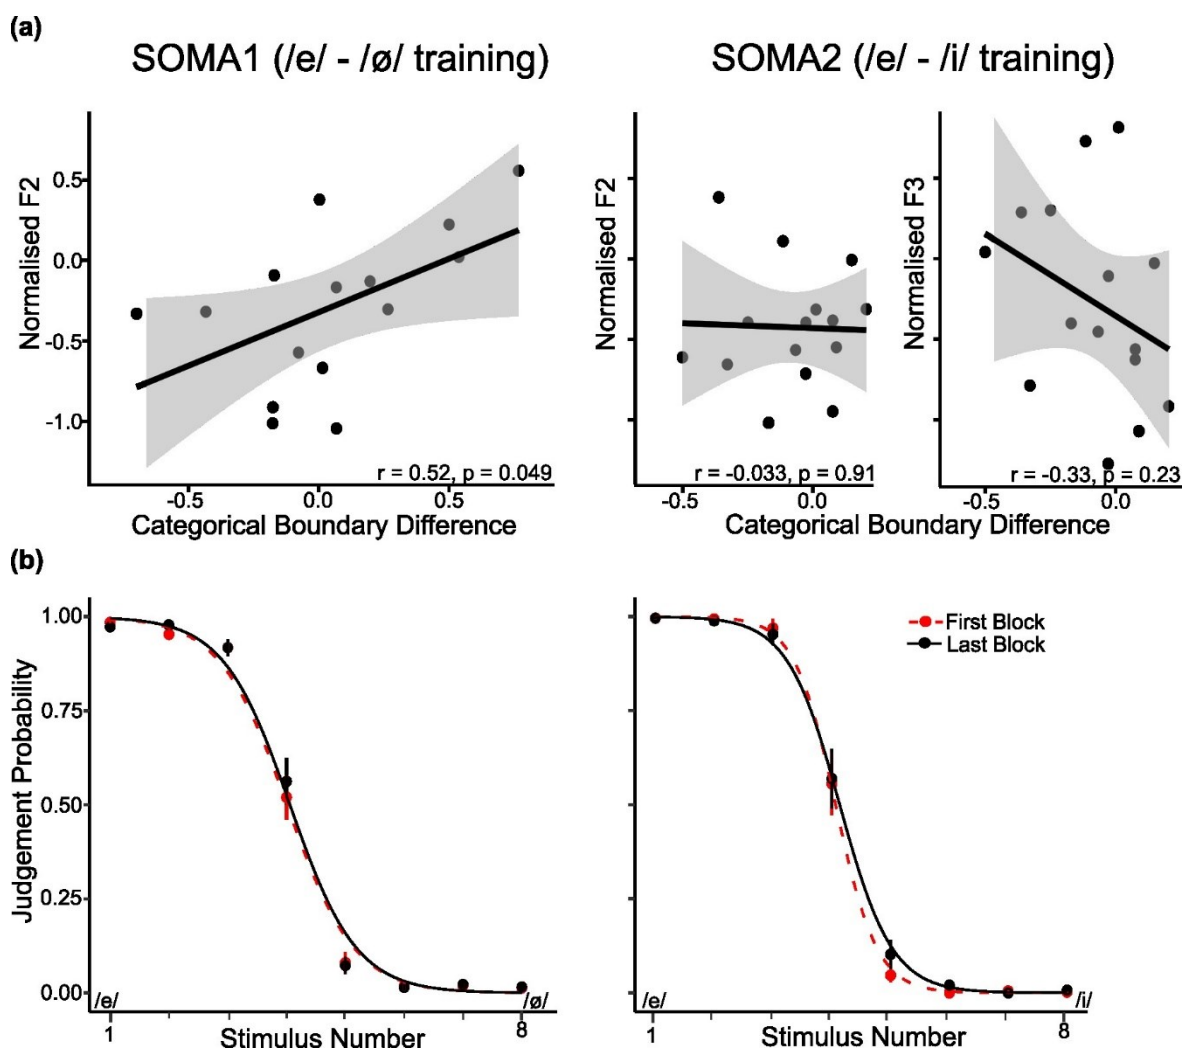 (a)
SOMA1 (/e/ - /ø/ training)
SOMA2 (/e/ - /i/ training)
Normalised F2
0.5
0.0
-0.5
-1.0
r = 0.52, p = 0.049
-0.5 0.0 0.5
Categorical Boundary Difference
Normalised F2
r = -0.033, p = 0.91
-0.5 0.0
Normalised F3
r = -0.33, p = 0.23
-0.5 0.0
Categorical Boundary Difference
(b)
Judgement Probability
1.00
0.75
0.50
0.25
0.00
/e/ /ø/
1 8
Stimulus Number
First Block
Last Block
/e/ /i/
1 8
Stimulus Number